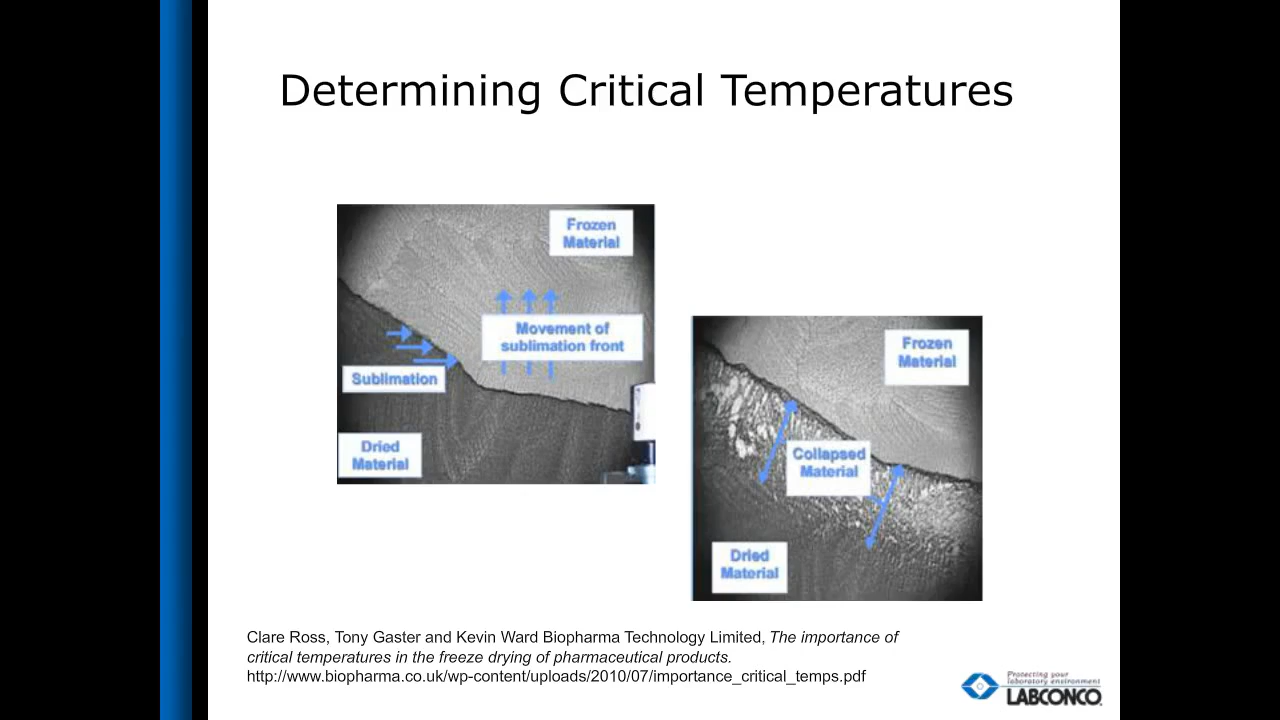 Determining Critical Temperatures
Frozen
Material
Movement of
sublimation front
Sublimation
Dried
Material
Frozen
Material
Collapsed
Material
Dried
Material
Clare Ross, Tony Gaster and Kevin Ward Biopharma Technology Limited, The importance of
critical temperatures in the freeze drying of pharmaceutical products.
http://www.biopharma.co.uk/wp-content/uploads/2010/07/importance_critical_temps.pdf
Protecting your
laboratory environment
LABCONCO